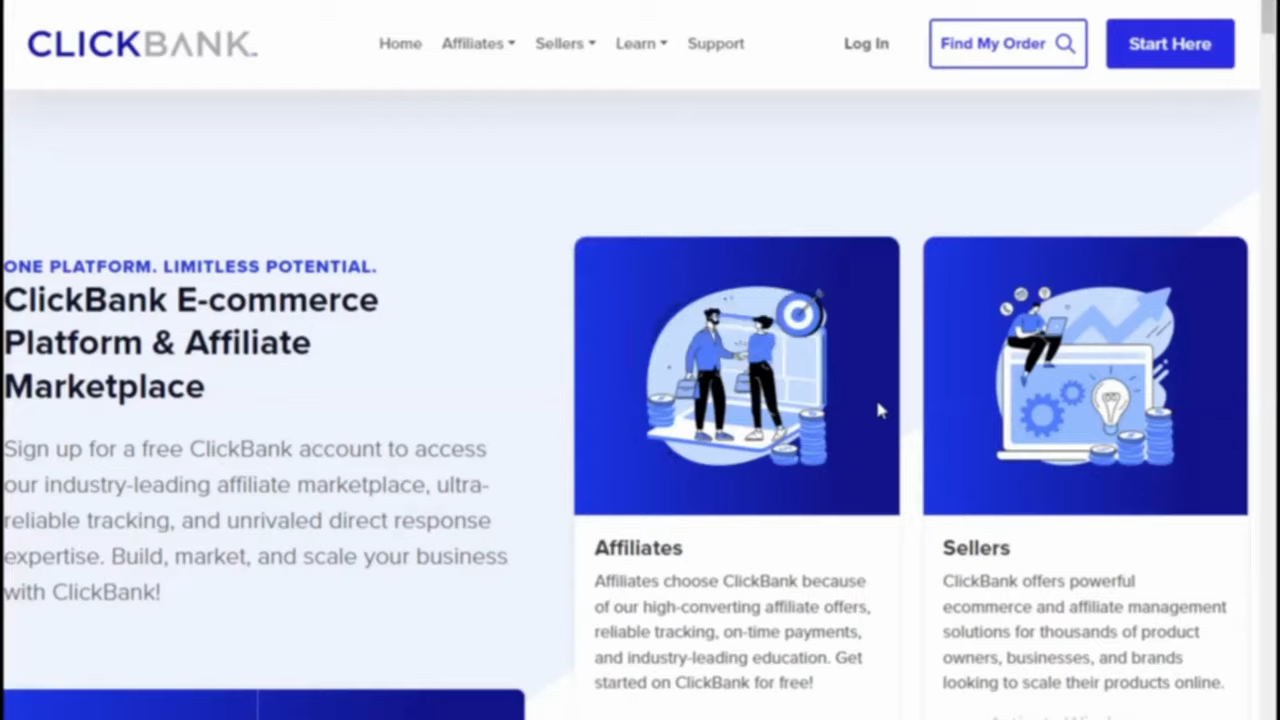 CLICKBANK
Home Affiliates Sellers Learn Support Log In Find My Order Start Here
ONE PLATFORM. LIMITLESS POTENTIAL.
ClickBank E-commerce
Platform & Affiliate
Marketplace
Sign up for a free ClickBank account to access
our industry-leading affiliate marketplace, ultra-
reliable tracking, and unrivaled direct response
expertise. Build, market, and scale your business
with ClickBank!
Affiliates
Affiliates choose ClickBank because
of our high-converting affiliate offers,
reliable tracking, on-time payments,
and industry-leading education. Get
started on ClickBank for free!
Sellers
ClickBank offers powerful
ecommerce and affiliate management
solutions for thousands of product
owners, businesses, and brands
looking to scale their products online.